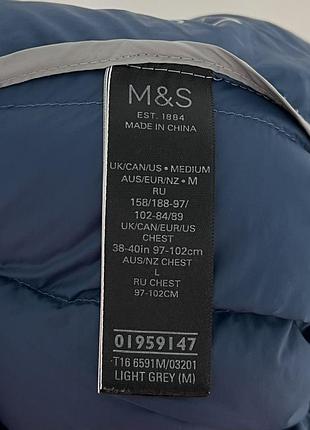 M&S
EST. 1884
MADE IN CHINA
UK/CAN/US • MEDIUM
AUS/EUR/NZ • M
RU
158/188-97/
102-84/89
UK/CAN/EUR/US
CHEST
38-40in 97-102cm
AUS/NZ CHEST
L
RU CHEST
97-102CM
01959147
T16 6591M/03201
LIGHT GREY (M)